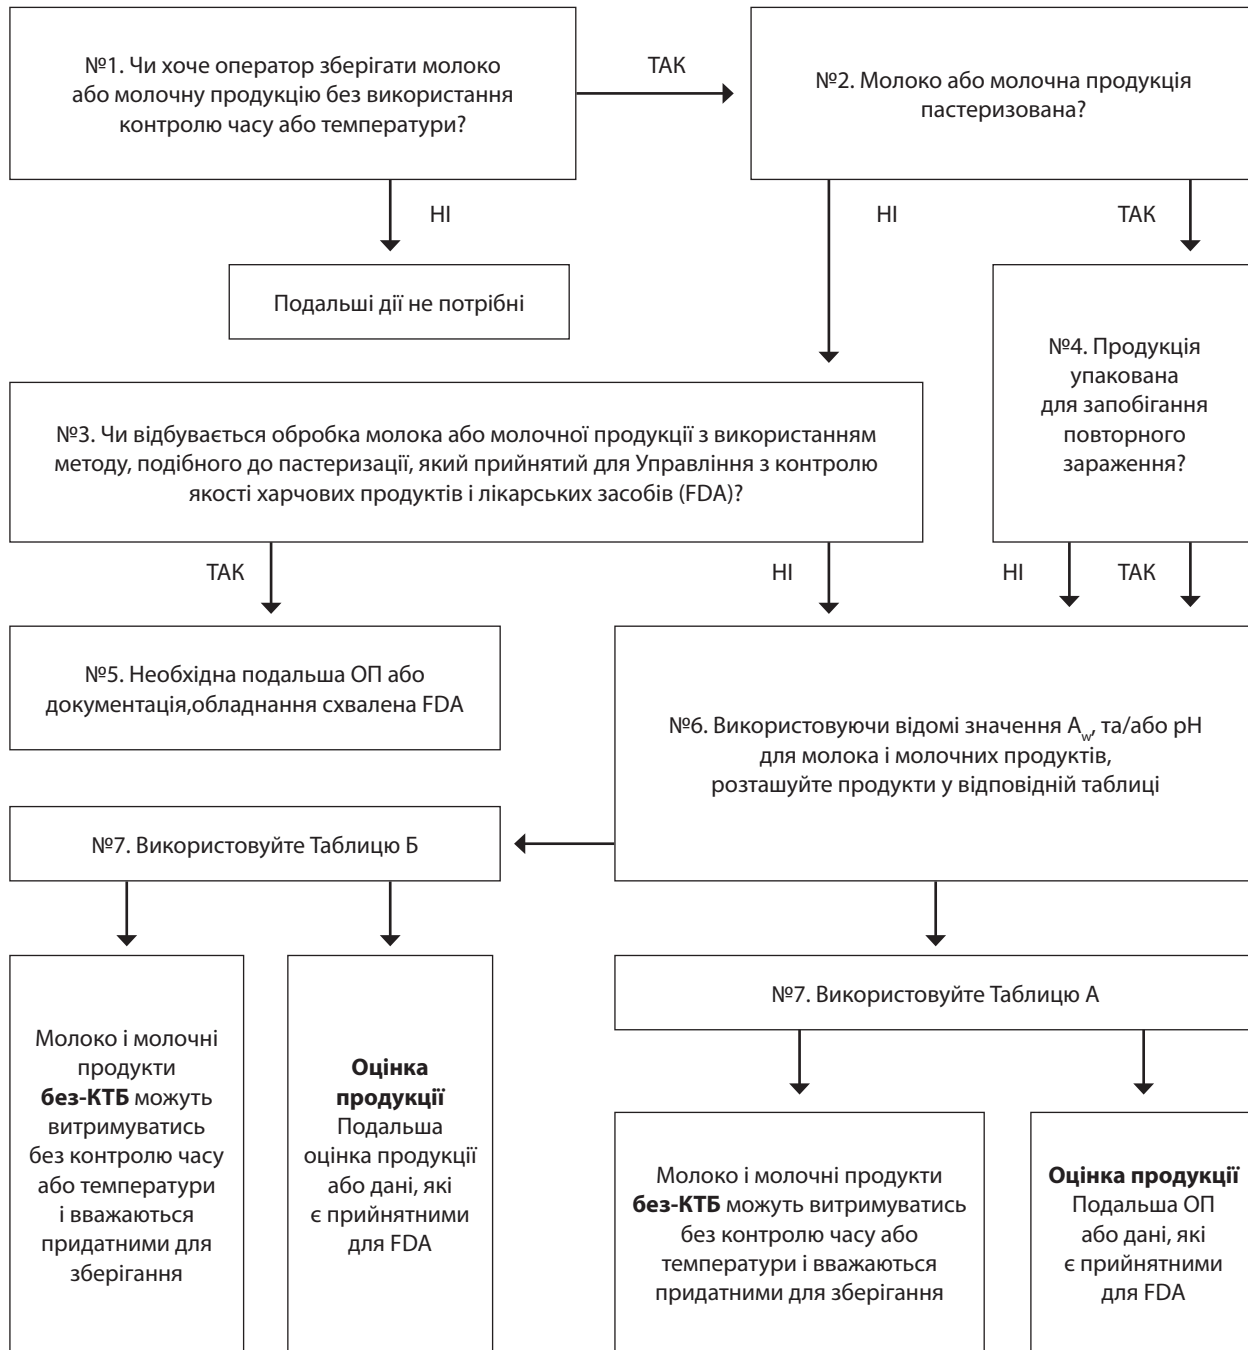 №1. Чи хоче оператор зберігати молоко
або молочну продукцію без використання
контролю часу або температури?
ТАК
№2. Молоко або молочна продукція
пастеризована?
НІ
НІ
ТАК
Подальші дії не потрібні
№4. Продукція
упакована
для запобігання
повторного
зараження?
№3. Чи відбувається обробка молока або молочної продукції з використанням
методу, подібного до пастеризації, який прийнятий для Управління з контролю
якості харчових продуктів і лікарських засобів (FDA)?
ТАК
НІ
НІ
ТАК
№5. Необхідна подальша ОП або
документація,обладнання схвалена FDA
№6. Використовуючи відомі значення Aw, та/або pH
для молока і молочних продуктів,
розташуйте продукти у відповідній таблиці
№7. Використовуйте Таблицю Б
Молоко і молочні
продукти
без-КТБ можуть
витримуватись
без контролю часу
або температури
і вважаються
придатними для
зберігання
Оцінка
продукції
Подальша
оцінка продукції
або дані, які
є прийнятними
для FDA
№7. Використовуйте Таблицю А
Молоко і молочні продукти
без-КТБ можуть витримуватись
без контролю часу або
температури і вважаються
придатними для зберігання
Оцінка продукції
Подальша ОП
або дані, які
є прийнятними
для FDA